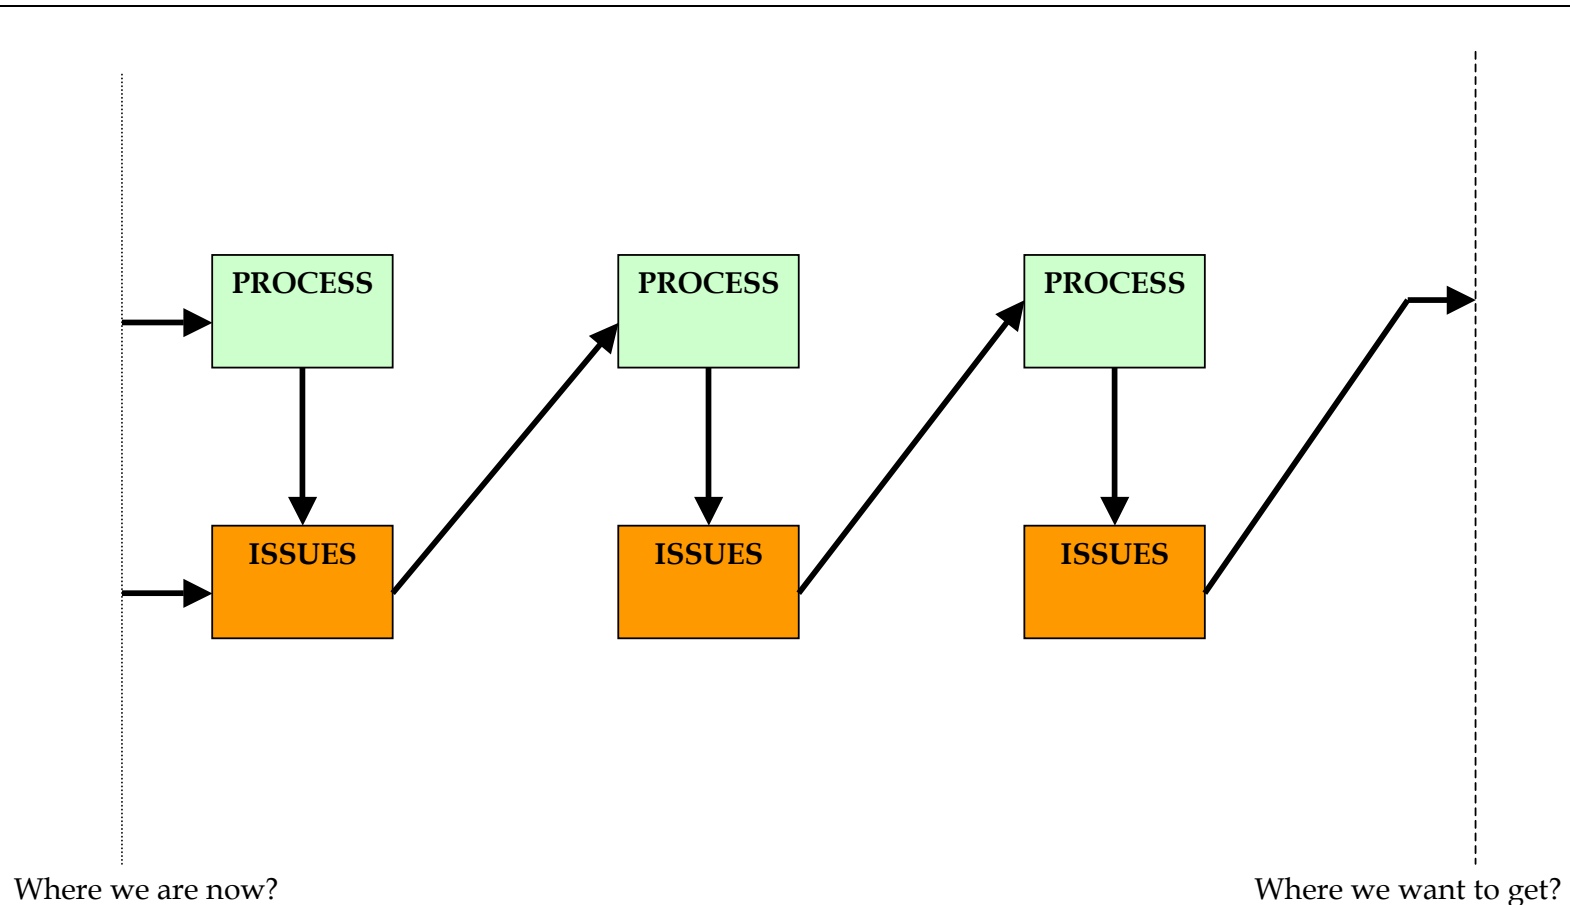 PROCESS
PROCESS
PROCESS
ISSUES
ISSUES
ISSUES
Where we are now?
Where we want to get?